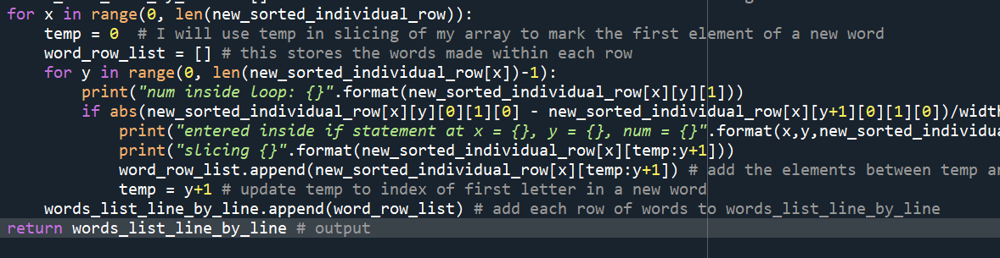 for x in range(0, len(new_sorted_individual_row)):
    temp = 0  # I will use temp in slicing of my array to mark the first element of a new word
    word_row_list = [] # this stores the words made within each row
    for y in range(0, len(new_sorted_individual_row[x])-1):
        print("num inside loop: {}".format(new_sorted_individual_row[x][y][1]))
        if abs(new_sorted_individual_row[x][y][0][1][0] - new_sorted_individual_row[x][y+1][0][1][0])/widt
            print("entered inside if statement at x = {}, y = {}, num = {}".format(x,y,new_sorted_individua
            print("slicing {}".format(new_sorted_individual_row[x][temp:y+1]))
            word_row_list.append(new_sorted_individual_row[x][temp:y+1]) # add the elements between temp a
            temp = y+1 # update temp to index of first letter in a new word
    words_list_line_by_line.append(word_row_list) # add each row of words to words_list_line_by_line
return words_list_line_by_line # output